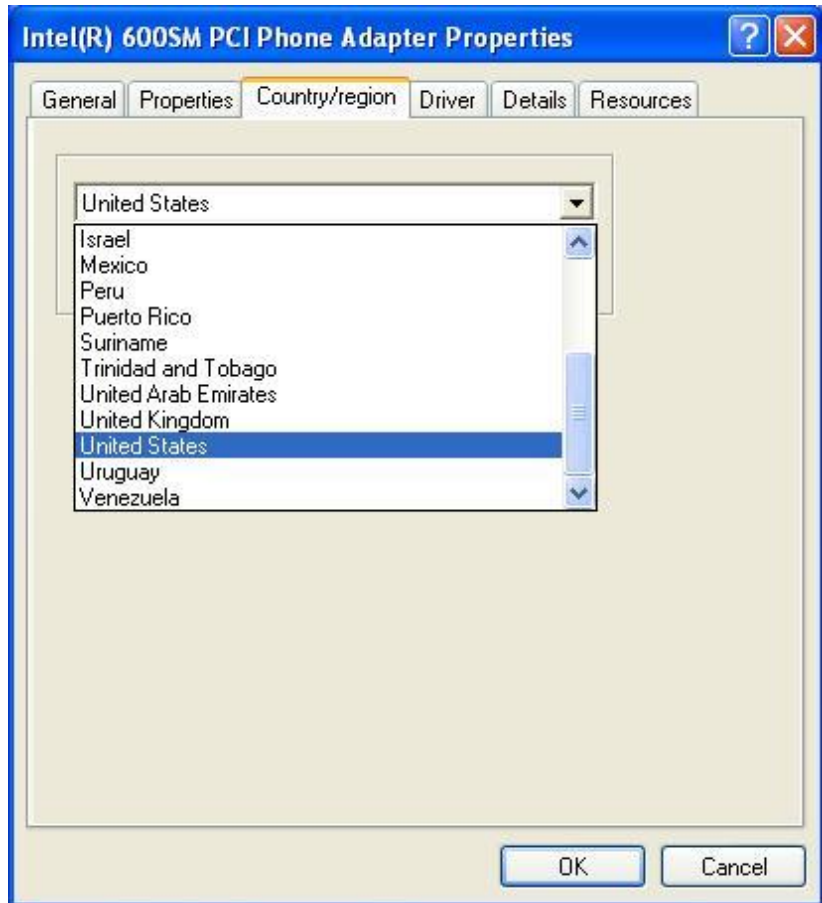 Intel(R) 600SM PCI Phone Adapter Properties
General Properties Country/region Driver Details Resources
United States
Israel
Mexico
Peru
Puerto Rico
Suriname
Trinidad and Tobago
United Arab Emirates
United Kingdom
United States
Uruguay
Venezuela
OK Cancel